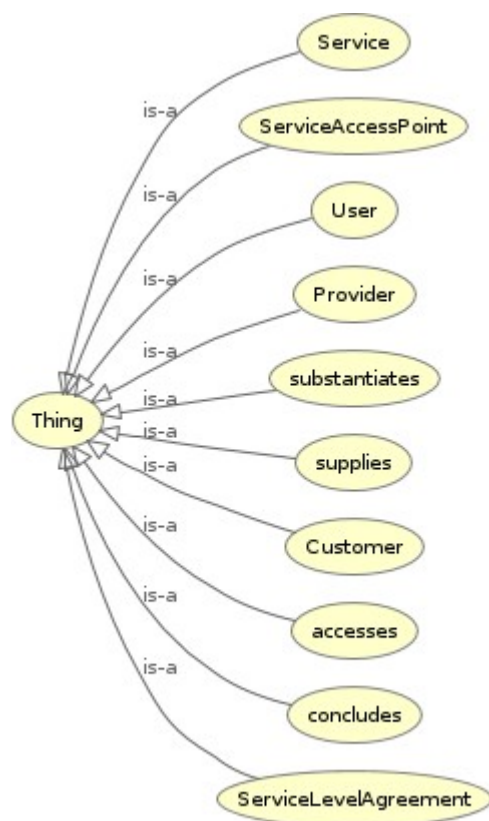 Service
is-a
ServiceAccessPoint
is-a
User
is-a
Provider
is-a
substantiates
is-a
Thing
is-a
supplies
is-a
Customer
is-a
accesses
is-a
concludes
is-a
ServiceLevelAgreement